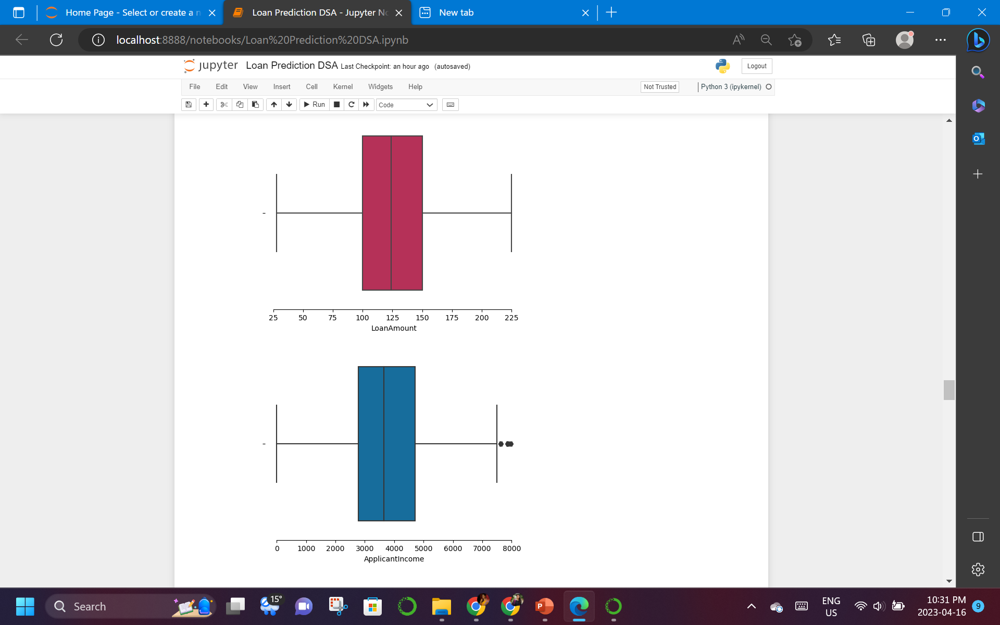 Home Page - Select or create a n
Loan Prediction DSA - Jupyter No
New tab
localhost:8888/notebooks/Loan%20Prediction%20DSA.ipynb
jupyter Loan Prediction DSA Last Checkpoint: an hour ago (autosaved)
Logout
File Edit View Insert Cell Kernel Widgets Help
Not Trusted Python 3 (ipykernel)
Run Code
-
25 50 75 100 125 150 175 200 225
LoanAmount
-
0 1000 2000 3000 4000 5000 6000 7000 8000
ApplicantIncome
Search
15°
ENG
US
10:31 PM
2023-04-16
9